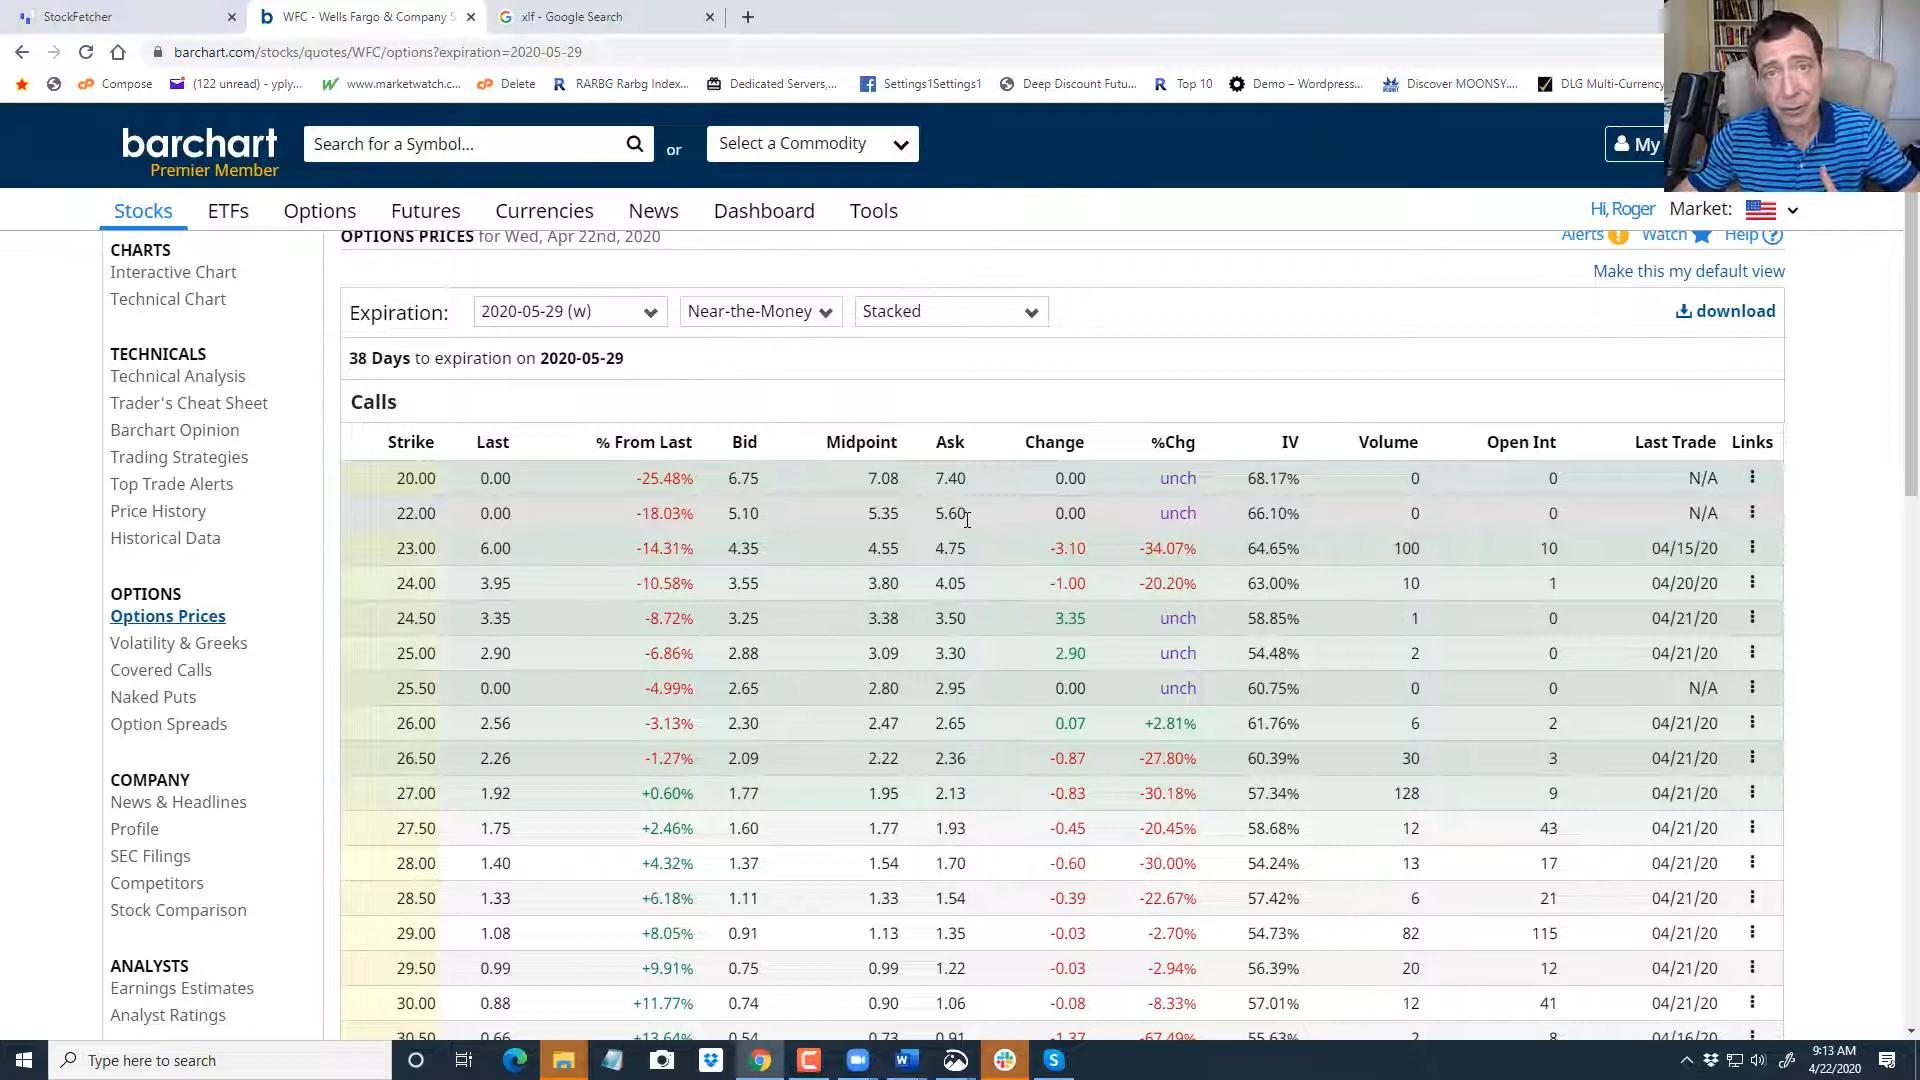 StockFetcher
WFC - Wells Fargo & Company S
xlf - Google Search
barchart.com/stocks/quotes/WFC/options?expiration=2020-05-29
Compose
(122 unread) - yply...
www.marketwatch.c...
Delete
RARBG Rarbg Index...
Dedicated Servers,...
Settings1Settings1
Deep Discount Futu...
Top 10
Demo – Wordpress...
Discover MOONSY....
DLG Multi-Currency
barchart
Premier Member
Search for a Symbol...
or
Select a Commodity
My
Stocks ETFs Options Futures Currencies News Dashboard Tools
Hi, Roger Market:
OPTIONS PRICES for Wed, Apr 22nd, 2020
Alerts Watch Help
Make this my default view
Expiration: 2020-05-29 (w) Near-the-Money Stacked download
38 Days to expiration on 2020-05-29
Calls
Strike Last % From Last Bid Midpoint Ask Change %Chg IV Volume Open Int Last Trade Links
20.00 0.00 -25.48% 6.75 7.08 7.40 0.00 unch 68.17% 0 0 N/A
22.00 0.00 -18.03% 5.10 5.35 5.60 0.00 unch 66.10% 0 0 N/A
23.00 6.00 -14.31% 4.35 4.55 4.75 -3.10 -34.07% 64.65% 100 10 04/15/20
24.00 3.95 -10.58% 3.55 3.80 4.05 -1.00 -20.20% 63.00% 10 1 04/20/20
24.50 3.35 -8.72% 3.25 3.38 3.50 3.35 unch 58.85% 1 0 04/21/20
25.00 2.90 -6.86% 2.88 3.09 3.30 2.90 unch 54.48% 2 0 04/21/20
25.50 0.00 -4.99% 2.65 2.80 2.95 0.00 unch 60.75% 0 0 N/A
26.00 2.56 -3.13% 2.30 2.47 2.65 0.07 +2.81% 61.76% 6 2 04/21/20
26.50 2.26 -1.27% 2.09 2.22 2.36 -0.87 -27.80% 60.39% 30 3 04/21/20
27.00 1.92 +0.60% 1.77 1.95 2.13 -0.83 -30.18% 57.34% 128 9 04/21/20
27.50 1.75 +2.46% 1.60 1.77 1.93 -0.45 -20.45% 58.68% 12 43 04/21/20
28.00 1.40 +4.32% 1.37 1.54 1.70 -0.60 -30.00% 54.24% 13 17 04/21/20
28.50 1.33 +6.18% 1.11 1.33 1.54 -0.39 -22.67% 57.42% 6 21 04/21/20
29.00 1.08 +8.05% 0.91 1.13 1.35 -0.03 -2.70% 54.73% 82 115 04/21/20
29.50 0.99 +9.91% 0.75 0.99 1.22 -0.03 -2.94% 56.39% 20 12 04/21/20
30.00 0.88 +11.77% 0.74 0.90 1.06 -0.08 -8.33% 57.01% 12 41 04/21/20
30.50 0.66 +13.64% 0.54 0.73 0.91 -1.37 -67.49% 55.63% 2 8 04/16/20
CHARTS
Interactive Chart
Technical Chart
TECHNICALS
Technical Analysis
Trader's Cheat Sheet
Barchart Opinion
Trading Strategies
Top Trade Alerts
Price History
Historical Data
OPTIONS
Options Prices
Volatility & Greeks
Covered Calls
Naked Puts
Option Spreads
COMPANY
News & Headlines
Profile
SEC Filings
Competitors
Stock Comparison
ANALYSTS
Earnings Estimates
Analyst Ratings
Type here to search
9:13 AM
4/22/2020